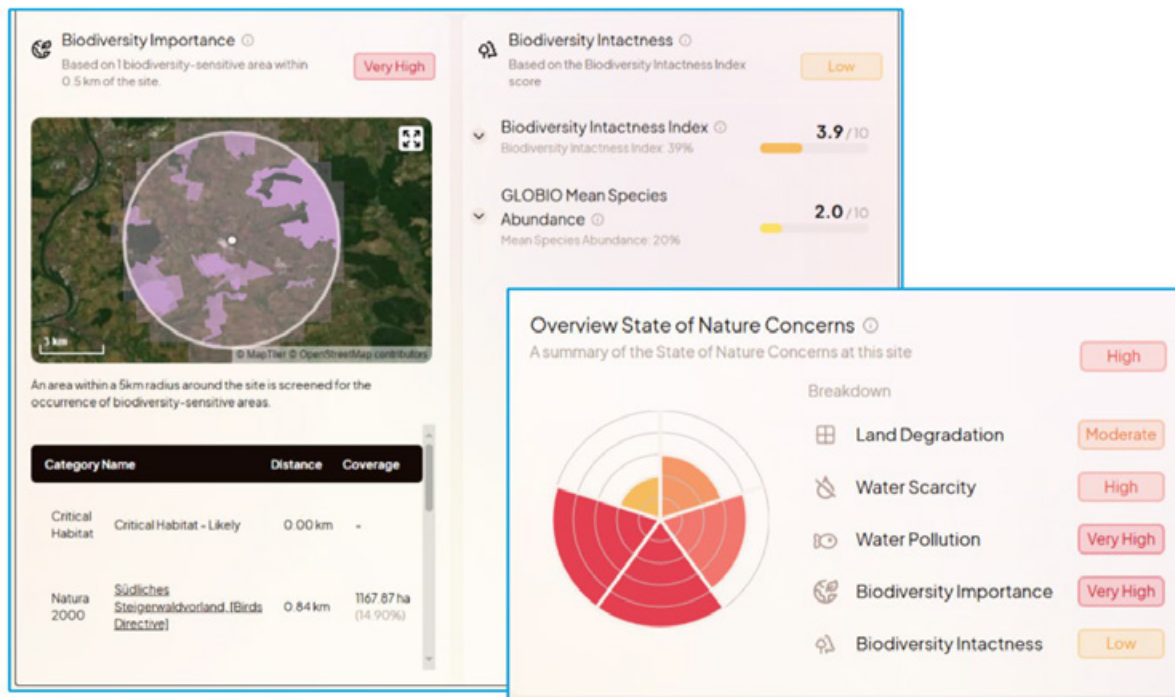 Biodiversity Importance
Based on 1 biodiversity-sensitive area within
0.5 km of the site.
Very High
3 km
© MapTiler © OpenStreetMap contributors
An area within a 5km radius around the site is screened for the
occurrence of biodiversity-sensitive areas.
Category Name Distance Coverage
Critical
Habitat
Critical Habitat - Likely
0.00 km
-
Natura
2000
Südliches
Steigerwaldvorland, [Birds
Directive]
0.84 km
1167.87 ha
(14.90%)
Biodiversity Intactness
Based on the Biodiversity Intactness Index
score
Low
Biodiversity Intactness Index
3.9 / 10
Biodiversity Intactness Index: 39%
GLOBIO Mean Species
Abundance
2.0 / 10
Mean Species Abundance: 20%
Overview State of Nature Concerns
A summary of the State of Nature Concerns at this site
High
Breakdown
Land Degradation Moderate
Water Scarcity High
Water Pollution Very High
Biodiversity Importance Very High
Biodiversity Intactness Low